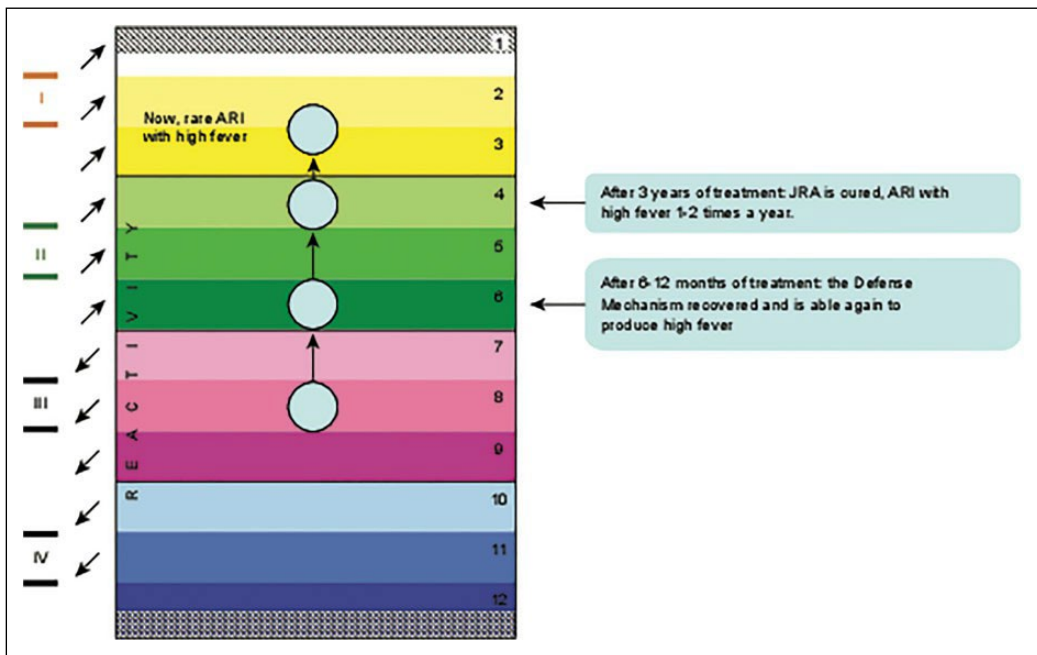 1
I
2
Now, rare ARI
with high fever
3
4
After 3 years of treatment: JRA is cured, ARI with
high fever 1-2 times a year.
II
5
After 6-12 months of treatment: the Defense
Mechanism recovered and is able again to
produce high fever
6
7
III
8
9
REACTIVITY
10
IV
11
12